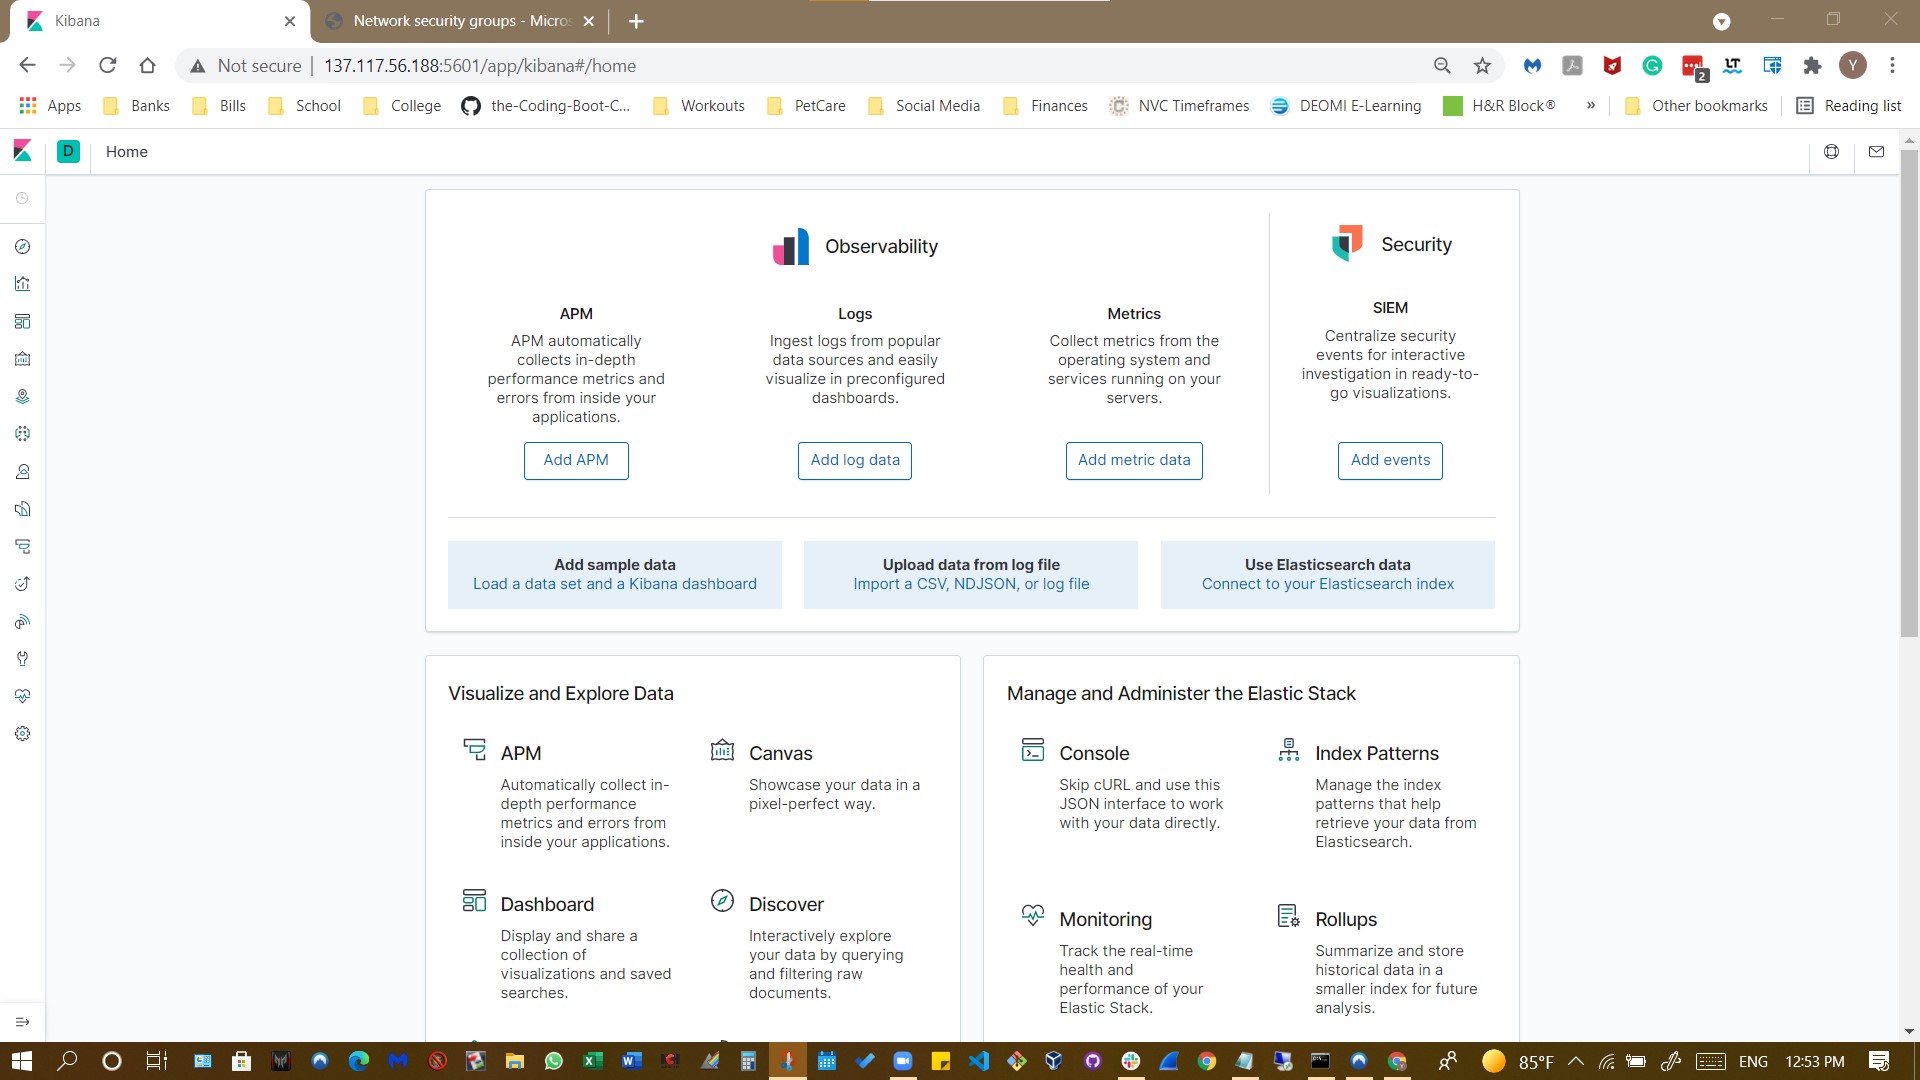 Kibana
Network security groups - Micros
Not secure
137.117.56.188:5601/app/kibana#/home
2
Y
Apps
Banks
Bills
School
College
the-Coding-Boot-C...
Workouts
PetCare
Social Media
Finances
NVC Timeframes
DEOMI E-Learning
H&R Block®
»
Other bookmarks
Reading list
D
Home
Observability
Security
APM
APM automatically
collects in-depth
performance metrics and
errors from inside your
applications.
Add APM
Logs
Ingest logs from popular
data sources and easily
visualize in preconfigured
dashboards.
Add log data
Metrics
Collect metrics from the
operating system and
services running on your
servers.
Add metric data
SIEM
Centralize security
events for interactive
investigation in ready-to-
go visualizations.
Add events
Add sample data
Load a data set and a Kibana dashboard
Upload data from log file
Import a CSV, NDJSON, or log file
Use Elasticsearch data
Connect to your Elasticsearch index
Visualize and Explore Data
APM
Automatically collect in-
depth performance
metrics and errors from
inside your applications.
Canvas
Showcase your data in a
pixel-perfect way.
Dashboard
Display and share a
collection of
visualizations and saved
searches.
Discover
Interactively explore
your data by querying
and filtering raw
documents.
Manage and Administer the Elastic Stack
Console
Skip cURL and use this
JSON interface to work
with your data directly.
Index Patterns
Manage the index
patterns that help
retrieve your data from
Elasticsearch.
Monitoring
Track the real-time
health and
performance of your
Elastic Stack.
Rollups
Summarize and store
historical data in a
smaller index for future
analysis.
85°F
ENG
12:53 PM